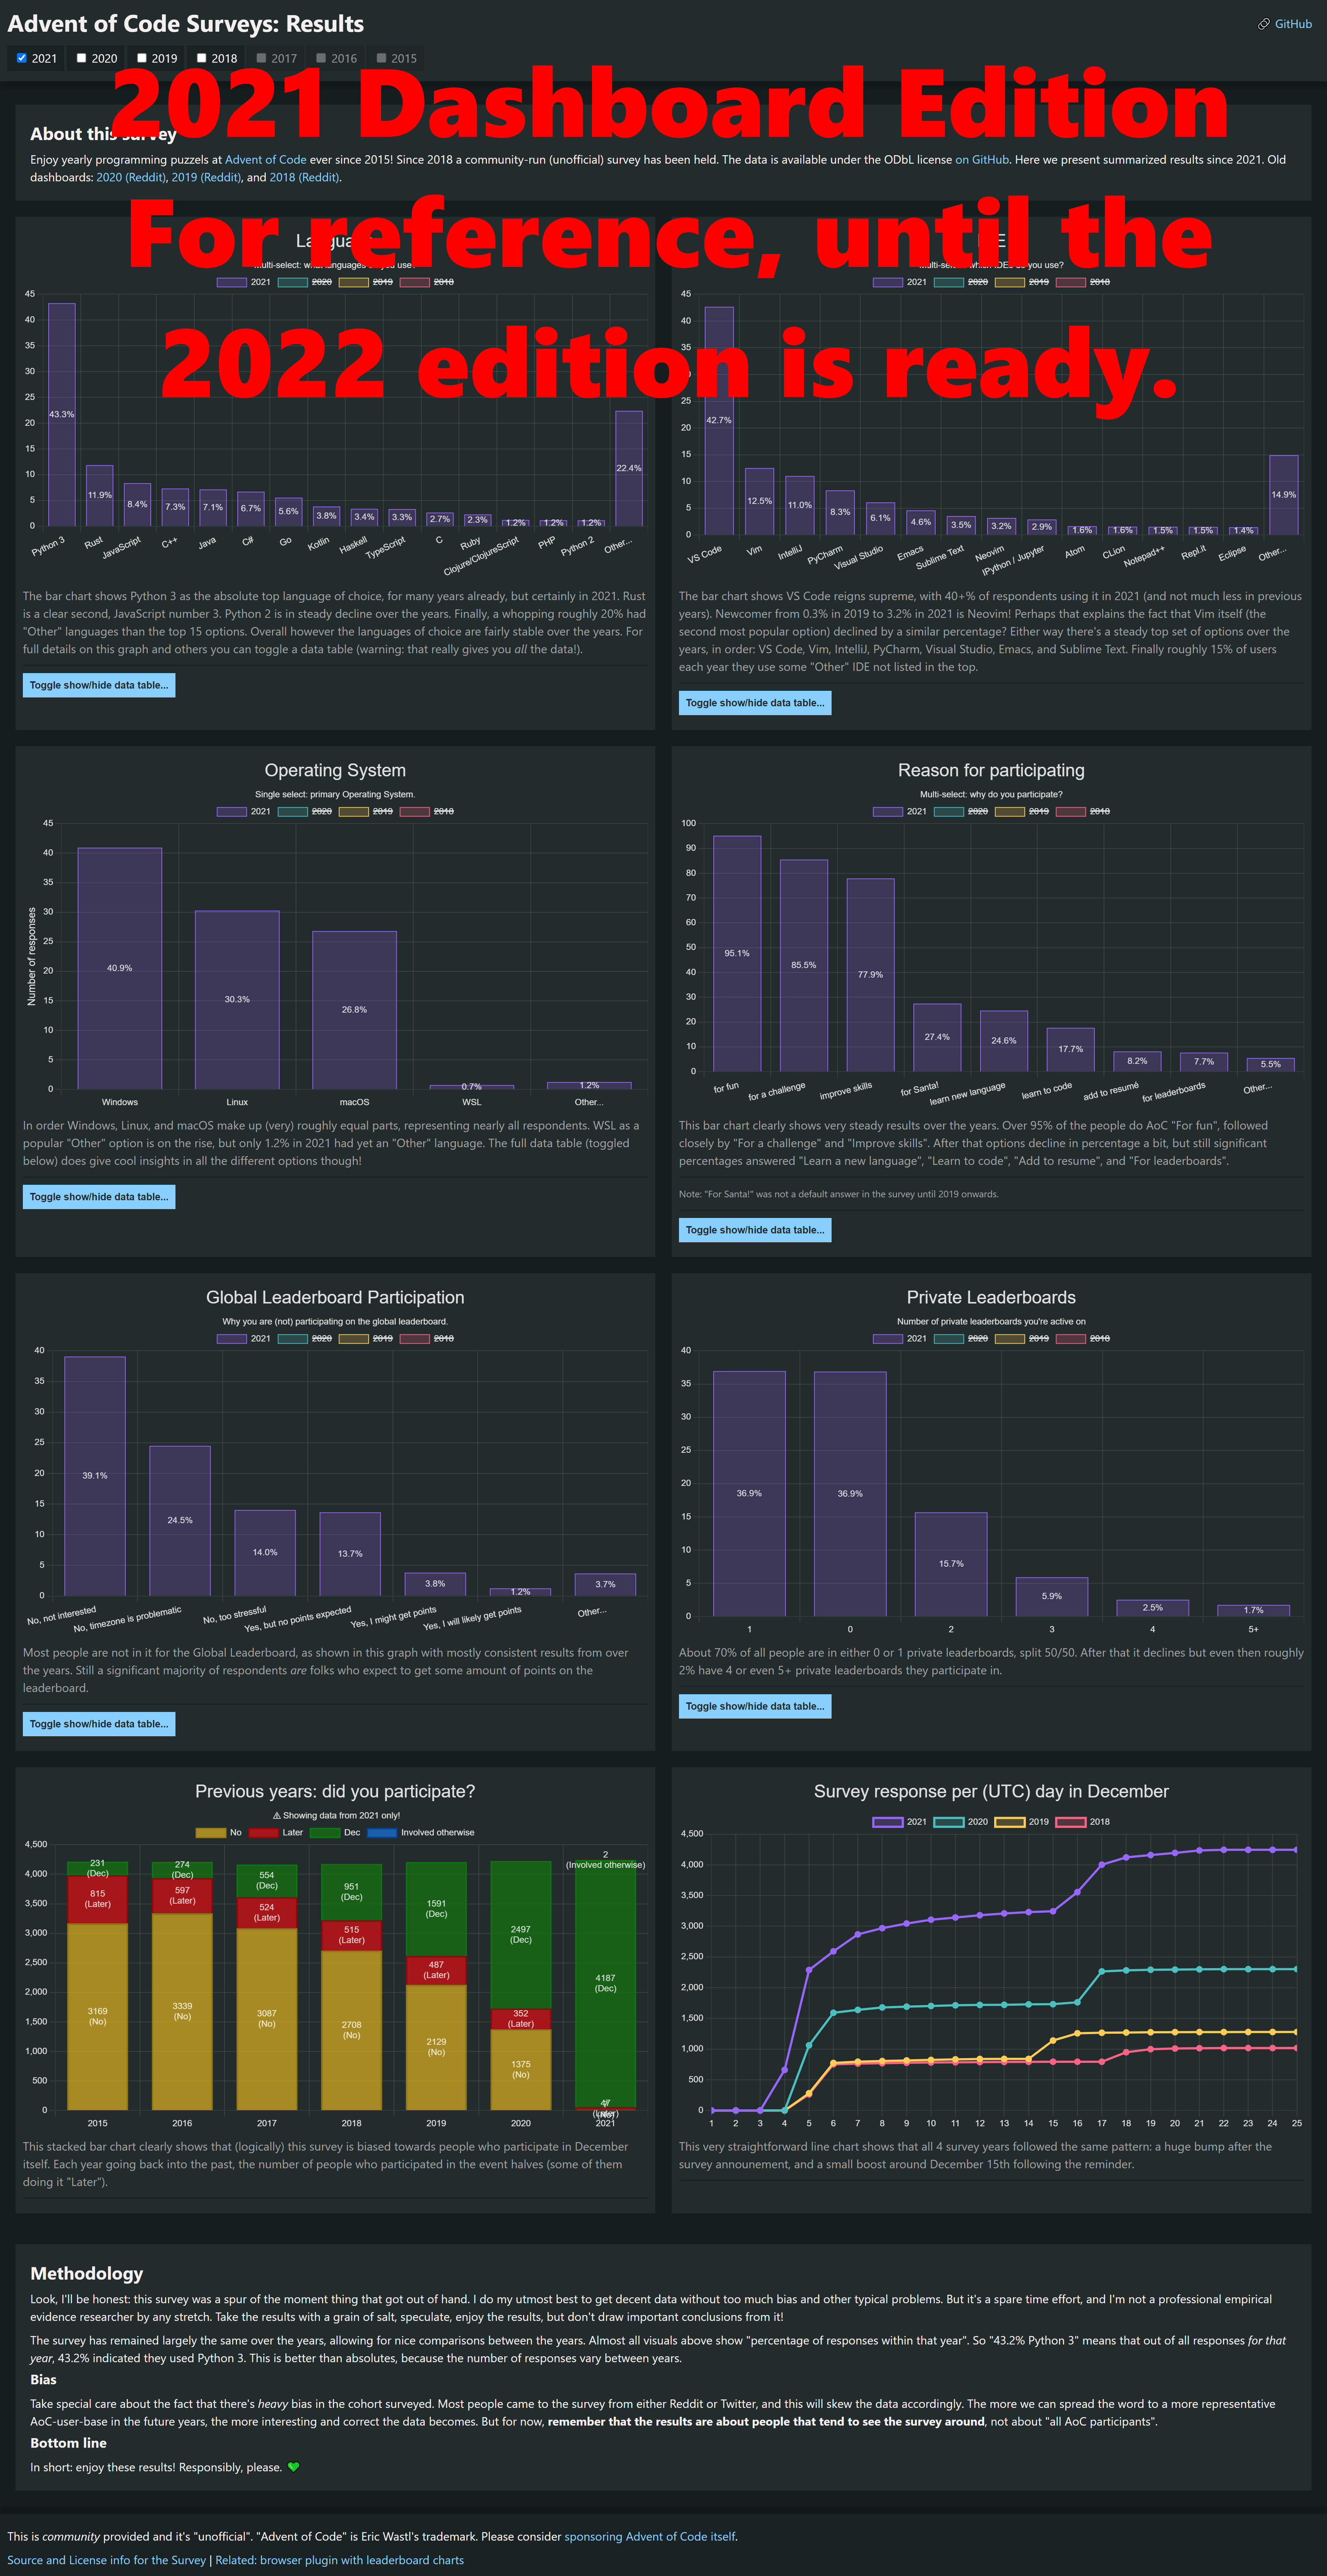 Advent of Code Surveys: Results
GitHub
2021 2020 2019 2018 2017 2016 2015
2021 Dashboard Edition
For reference, until the
2022 edition is ready.
About this survey
Enjoy yearly programming puzzels at Advent of Code ever since 2015! Since 2018 a community-run (unofficial) survey has been held. The data is available under the ODbL license on GitHub. Here we present summarized results since 2021. Old
dashboards: 2020 (Reddit), 2019 (Reddit), and 2018 (Reddit).
Language
Multi-select: what languages do you use?
2021 2020 2019 2018
45
40
35
30
25
20
15
10
5
0
43.3%
11.9%
8.4%
7.3%
7.1%
6.7%
5.6%
3.8%
3.4%
3.3%
2.7%
2.3%
1.2%
1.2%
1.2%
22.4%
Python 3
Rust
JavaScript
C++
Java
C#
Go
Kotlin
Haskell
TypeScript
C
Ruby
Clojure/ClojureScript
PHP
Python 2
Other...
The bar chart shows Python 3 as the absolute top language of choice, for many years already, but certainly in 2021. Rust
is a clear second, JavaScript number 3. Python 2 is in steady decline over the years. Finally, a whopping roughly 20% had
"Other" languages than the top 15 options. Overall however the languages of choice are fairly stable over the years. For
full details on this graph and others you can toggle a data table (warning: that really gives you all the data!).
Toggle show/hide data table...
IDE
Multi-select: which IDEs do you use?
2021 2020 2019 2018
45
40
35
30
25
20
15
10
5
0
42.7%
12.5%
11.0%
8.3%
6.1%
4.6%
3.5%
3.2%
2.9%
1.6%
1.6%
1.5%
1.5%
1.4%
14.9%
VS Code
Vim
IntelliJ
PyCharm
Visual Studio
Emacs
Sublime Text
Neovim
IPython / Jupyter
Atom
CLion
Notepad++
Repl.it
Eclipse
Other...
The bar chart shows VS Code reigns supreme, with 40+% of respondents using it in 2021 (and not much less in previous
years). Newcomer from 0.3% in 2019 to 3.2% in 2021 is Neovim! Perhaps that explains the fact that Vim itself (the
second most popular option) declined by a similar percentage? Either way there's a steady top set of options over the
years, in order: VS Code, Vim, IntelliJ, PyCharm, Visual Studio, Emacs, and Sublime Text. Finally roughly 15% of users
each year they use some "Other" IDE not listed in the top.
Toggle show/hide data table...
Operating System
Single select: primary Operating System.
2021 2020 2019 2018
Number of responses
45
40
35
30
25
20
15
10
5
0
40.9%
30.3%
26.8%
0.7%
1.2%
Windows
Linux
macOS
WSL
Other...
In order Windows, Linux, and macOS make up (very) roughly equal parts, representing nearly all respondents. WSL as a
popular "Other" option is on the rise, but only 1.2% in 2021 had yet an "Other" language. The full data table (toggled
below) does give cool insights in all the different options though!
Toggle show/hide data table...
Reason for participating
Multi-select: why do you participate?
2021 2020 2019 2018
100
90
80
70
60
50
40
30
20
10
0
95.1%
85.5%
77.9%
27.4%
24.6%
17.7%
8.2%
7.7%
5.5%
for fun
for a challenge
improve skills
for Santa!
learn new language
learn to code
add to resumé
for leaderboards
Other...
This bar chart clearly shows very steady results over the years. Over 95% of the people do AoC "For fun", followed
closely by "For a challenge" and "Improve skills". After that options decline in percentage a bit, but still significant
percentages answered "Learn a new language", "Learn to code", "Add to resume", and "For leaderboards".
Note: "For Santa!" was not a default answer in the survey until 2019 onwards.
Toggle show/hide data table...
Global Leaderboard Participation
Why you are (not) participating on the global leaderboard.
2021 2020 2019 2018
40
35
30
25
20
15
10
5
0
39.1%
24.5%
14.0%
13.7%
3.8%
1.2%
3.7%
No, not interested
No, timezone is problematic
No, too stressful
Yes, but no points expected
Yes, I might get points
Yes, I will likely get points
Other...
Most people are not in it for the Global Leaderboard, as shown in this graph with mostly consistent results from over
the years. Still a significant majority of respondents are folks who expect to get some amount of points on the
leaderboard.
Toggle show/hide data table...
Private Leaderboards
Number of private leaderboards you're active on
2021 2020 2019 2018
40
35
30
25
20
15
10
5
0
36.9%
36.9%
15.7%
5.9%
2.5%
1.7%
1
0
2
3
4
5+
About 70% of all people are in either 0 or 1 private leaderboards, split 50/50. After that it declines but even then roughly
2% have 4 or even 5+ private leaderboards they participate in.
Toggle show/hide data table...
Previous years: did you participate?
⚠ Showing data from 2021 only!
No Later Dec Involved otherwise
4,500
4,000
3,500
3,000
2,500
2,000
1,500
1,000
500
0
231
(Dec)
815
(Later)
3169
(No)
274
(Dec)
597
(Later)
3339
(No)
554
(Dec)
524
(Later)
3087
(No)
951
(Dec)
515
(Later)
2708
(No)
1591
(Dec)
487
(Later)
2129
(No)
2497
(Dec)
352
(Later)
1375
(No)
2
(Involved otherwise)
4187
(Dec)
47
(Later)
2015
2016
2017
2018
2019
2020
2021
This stacked bar chart clearly shows that (logically) this survey is biased towards people who participate in December
itself. Each year going back into the past, the number of people who participated in the event halves (some of them
doing it "Later").
Survey response per (UTC) day in December
2021 2020 2019 2018
4,500
4,000
3,500
3,000
2,500
2,000
1,500
1,000
500
0
1 2 3 4 5 6 7 8 9 10 11 12 13 14 15 16 17 18 19 20 21 22 23 24 25
This very straightforward line chart shows that all 4 survey years followed the same pattern: a huge bump after the
survey announement, and a small boost around December 15th following the reminder.
Methodology
Look, I'll be honest: this survey was a spur of the moment thing that got out of hand. I do my utmost best to get decent data without too much bias and other typical problems. But it's a spare time effort, and I'm not a professional empirical
evidence researcher by any stretch. Take the results with a grain of salt, speculate, enjoy the results, but don't draw important conclusions from it!
The survey has remained largely the same over the years, allowing for nice comparisons between the years. Almost all visuals above show "percentage of responses within that year". So "43.2% Python 3" means that out of all responses for that
year, 43.2% indicated they used Python 3. This is better than absolutes, because the number of responses vary between years.
Bias
Take special care about the fact that there's heavy bias in the cohort surveyed. Most people came to the survey from either Reddit or Twitter, and this will skew the data accordingly. The more we can spread the word to a more representative
AoC-user-base in the future years, the more interesting and correct the data becomes. But for now, remember that the results are about people that tend to see the survey around, not about "all AoC participants".
Bottom line
In short: enjoy these results! Responsibly, please. 💚
This is community provided and it's "unofficial". "Advent of Code" is Eric Wastl's trademark. Please consider sponsoring Advent of Code itself.
Source and License info for the Survey | Related: browser plugin with leaderboard charts